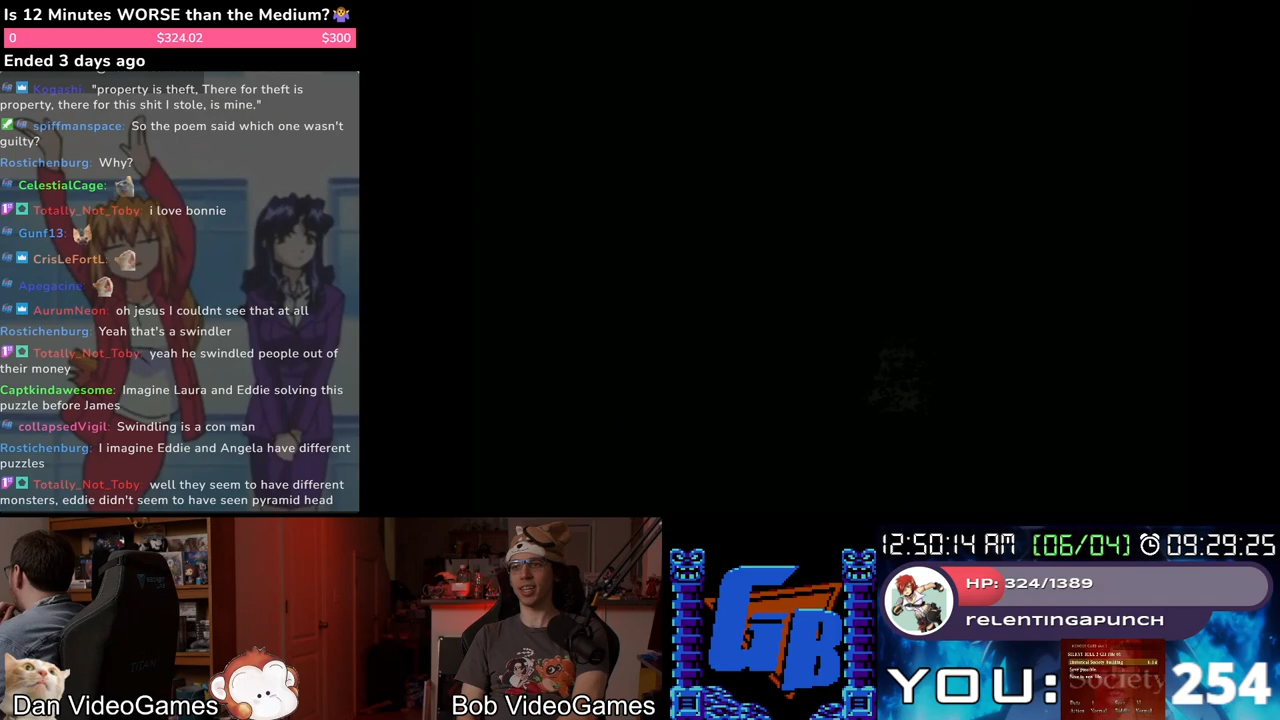 Is 12 Minutes WORSE than the Medium?🤷‍♀️
0 $324.02 $300
Ended 3 days ago
Kogashi: "property is theft, There for theft is
property, there for this shit I stole, is mine."
spiffmanspace: So the poem said which one wasn't
guilty?
Rostichenburg: Why?
CelestialCage:
Totally_Not_Toby: i love bonnie
Gunf13:
CrisLeFortL:
Apegacine:
AurumNeon: oh jesus I couldnt see that at all
Rostichenburg: Yeah that's a swindler
Totally_Not_Toby: yeah he swindled people out of
their money
Captkindawesome: Imagine Laura and Eddie solving this
puzzle before James
collapsedVigil: Swindling is a con man
Rostichenburg: I imagine Eddie and Angela have different
puzzles
Totally_Not_Toby: well they seem to have different
monsters, eddie didn't seem to have seen pyramid head
TITAN
Dan VideoGames
Bob VideoGames
GB
12:50:14 AM [06/04] 09:29:25
HP: 324/1389
relentingapunch
YOU: 254
Society